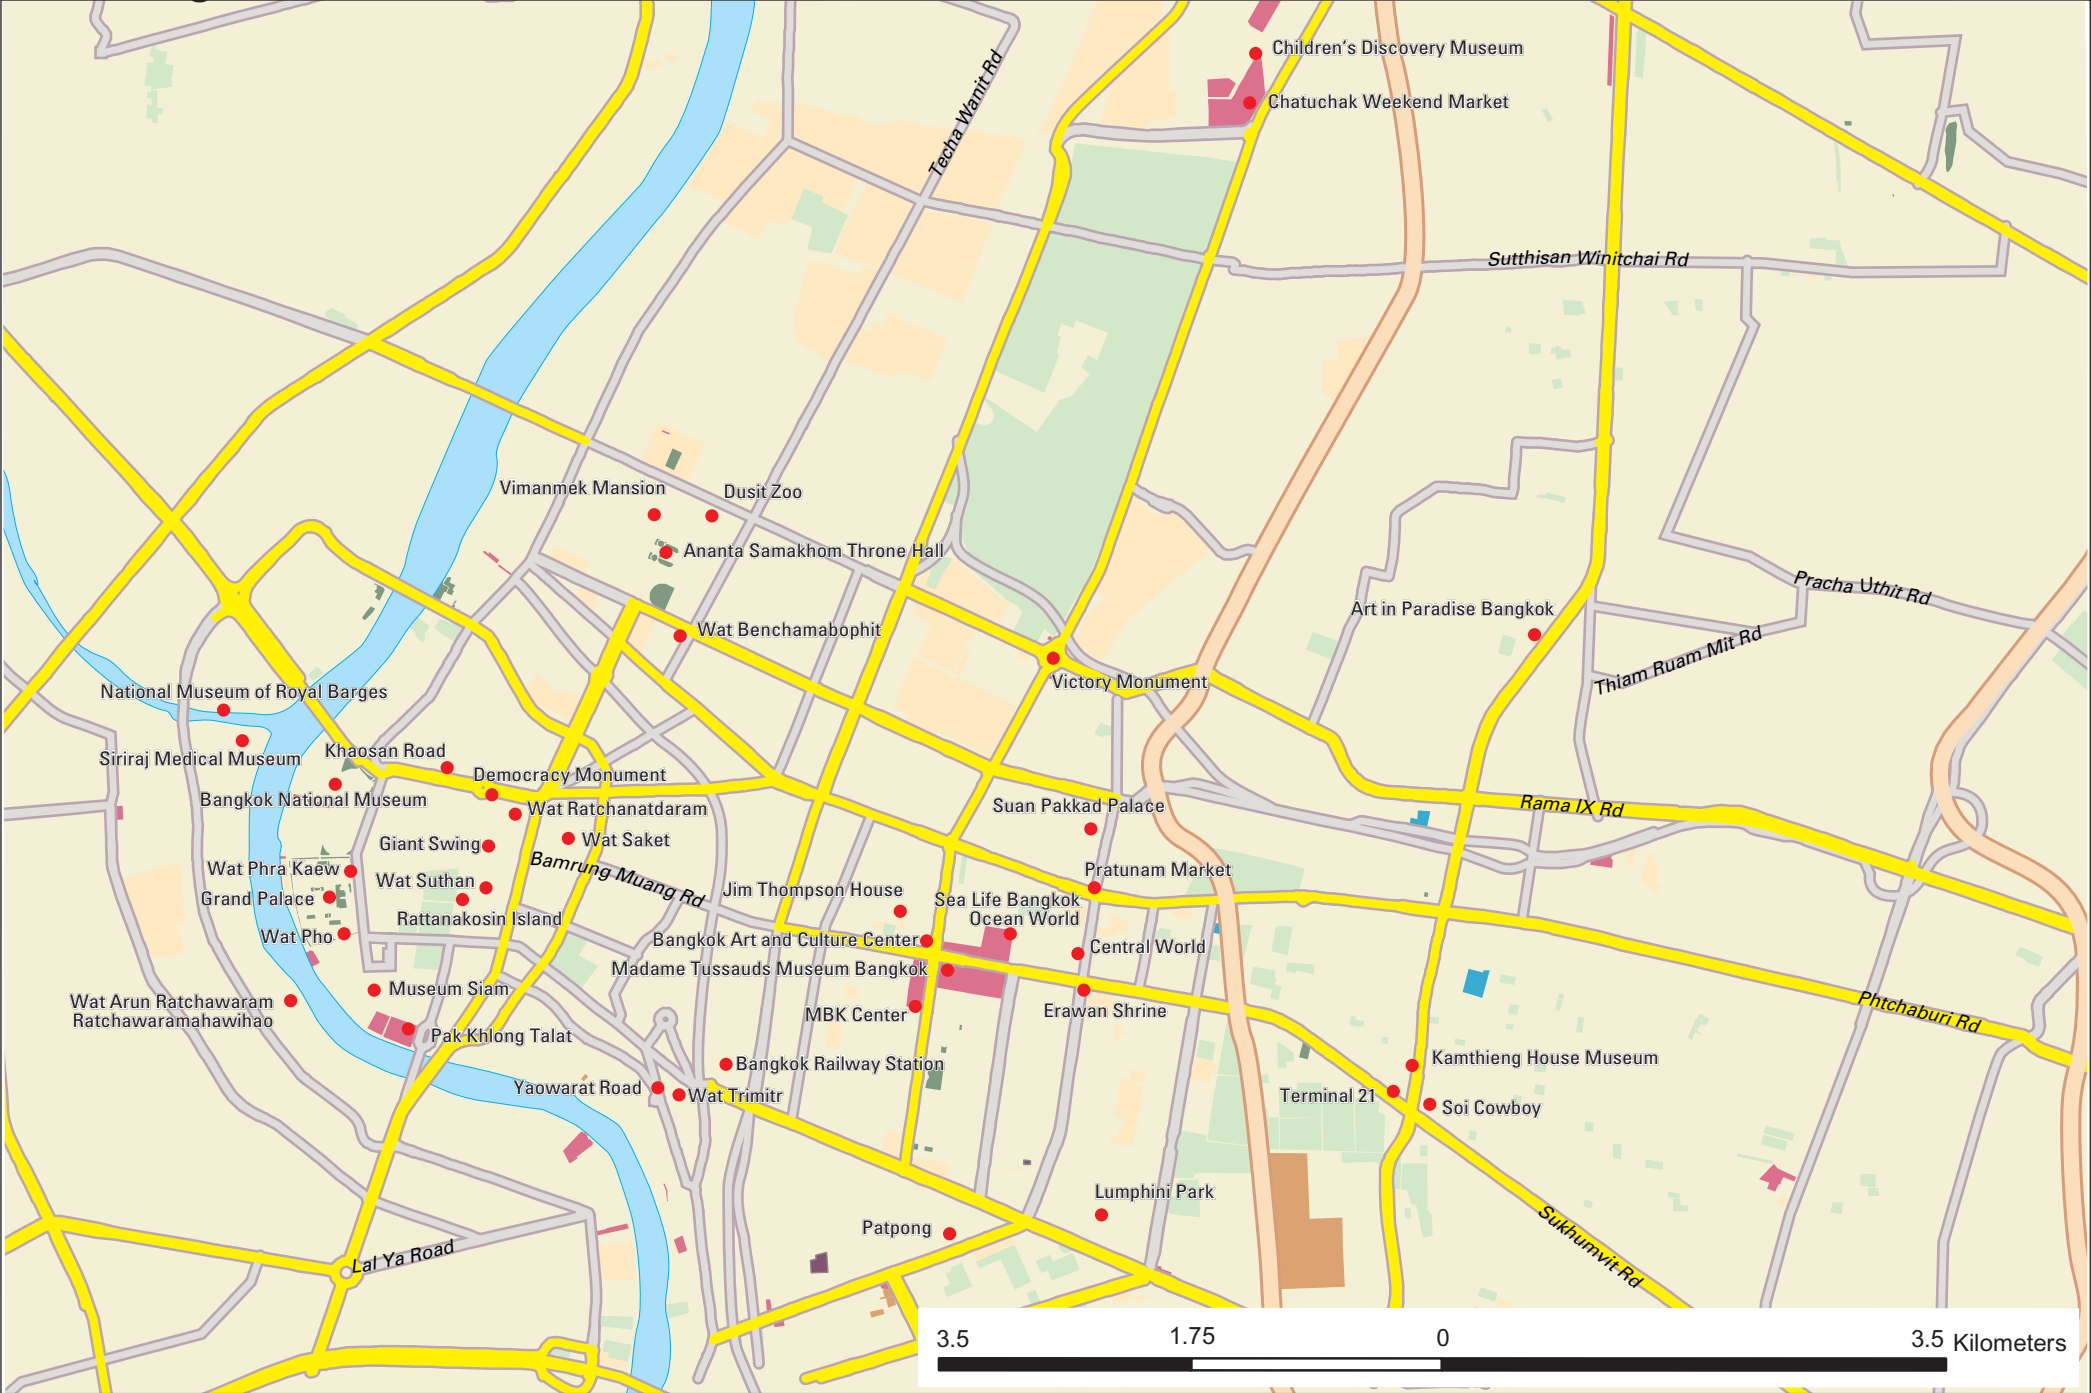 Children's Discovery Museum
Techa Wanit Rd
Chatuchak Weekend Market
Sutthisan Winitchai Rd
Vimanmek Mansion
Dusit Zoo
Ananta Samakhom Throne Hall
Pracha Uthit Rd
Art in Paradise Bangkok
Wat Benchamabophit
Thiam Ruam Mit Rd
Victory Monument
National Museum of Royal Barges
Siriraj Medical Museum
Khaosan Road
Democracy Monument
Bangkok National Museum
Wat Ratchanatdaram
Suan Pakkad Palace
Rama IX Rd
Giant Swing
Wat Saket
Bamrung Muang Rd
Wat Phra Kaew
Wat Suthan
Pratunam Market
Grand Palace
Jim Thompson House
Sea Life Bangkok
Ocean World
Rattanakosin Island
Wat Pho
Bangkok Art and Culture Center
Central World
Madame Tussauds Museum Bangkok
Museum Siam
Wat Arun Ratchawaram
Ratchawaramahawihao
MBK Center
Erawan Shrine
Phtchaburi Rd
Pak Khlong Talat
Bangkok Railway Station
Kamthieng House Museum
Yaowarat Road
Wat Trimitr
Terminal 21
Soi Cowboy
Lumphini Park
Patpong
Sukhumvit Rd
Lal Ya Road
3.5 1.75 0 3.5 Kilometers